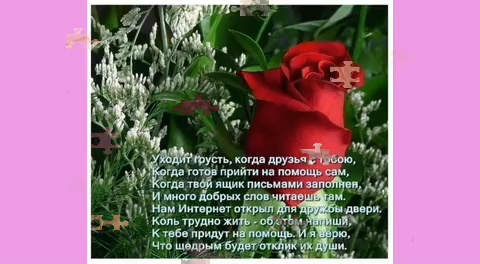 Уходит грусть, когда друзья с тобою,
Когда готов прийти на помощь сам,
Когда твой ящик письмами заполнен,
И много добрых слов читаешь там.
Нам Интернет открыл для дружбы двери.
Коль трудно жить - об этом напиши,
К тебе придут на помощь. И я верю,
Что щедрым будет отклик их души.